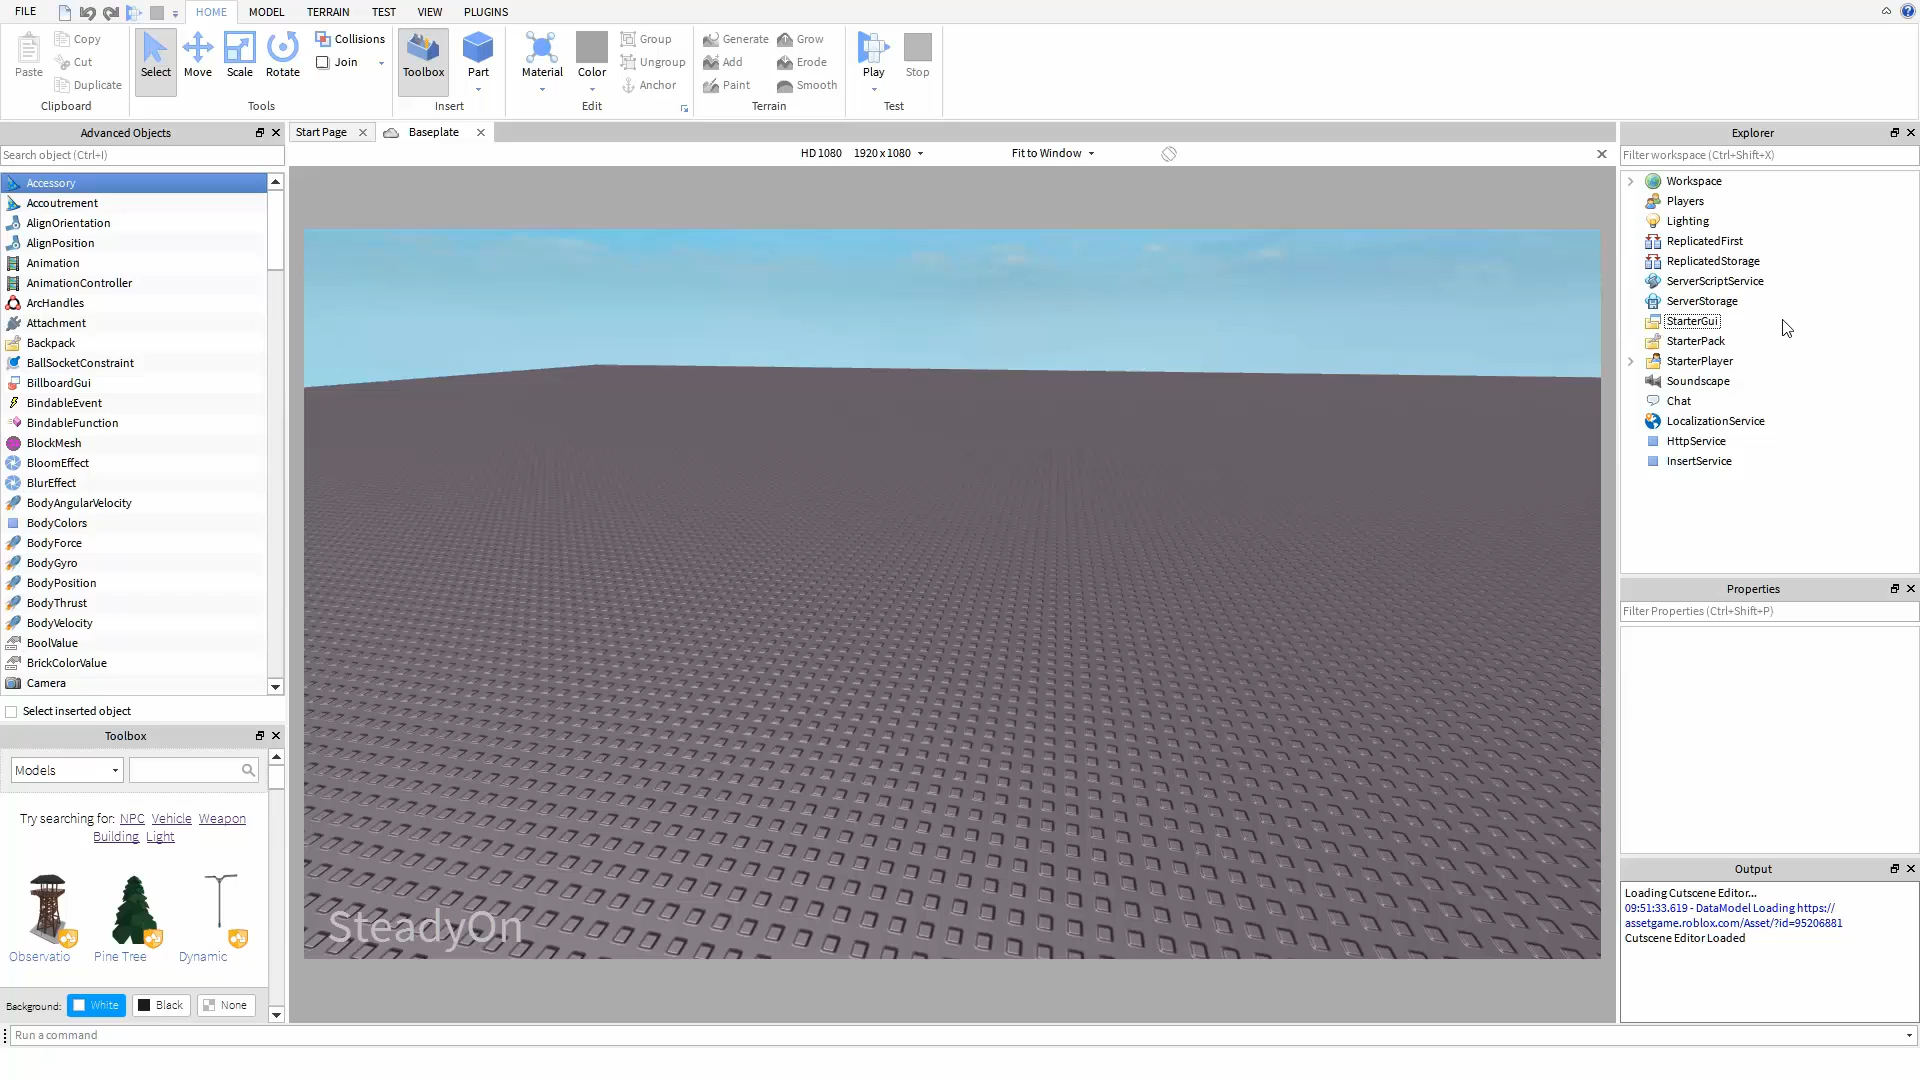 FILE
HOME
MODEL
TERRAIN
TEST
VIEW
PLUGINS
Paste
Copy
Cut
Duplicate
Clipboard
Select
Move
Scale
Rotate
Collisions
Join
Tools
Toolbox
Part
Insert
Material
Color
Group
Ungroup
Anchor
Edit
Generate
Add
Paint
Grow
Erode
Smooth
Terrain
Play
Stop
Test
Advanced Objects
Search object (Ctrl+I)
Accessory
Accoutrement
AlignOrientation
AlignPosition
Animation
AnimationController
ArcHandles
Attachment
Backpack
BallSocketConstraint
BillboardGui
BindableEvent
BindableFunction
BlockMesh
BloomEffect
BlurEffect
BodyAngularVelocity
BodyColors
BodyForce
BodyGyro
BodyPosition
BodyThrust
BodyVelocity
BoolValue
BrickColorValue
Camera
Select inserted object
Toolbox
Models
Try searching for: NPC Vehicle Weapon
Building Light
Observatio
Pine Tree
Dynamic
Background: White Black None
Run a command
Start Page
Baseplate
HD 1080 1920 x 1080
Fit to Window
SteadyOn
Explorer
Filter workspace (Ctrl+Shift+X)
Workspace
Players
Lighting
ReplicatedFirst
ReplicatedStorage
ServerScriptService
ServerStorage
StarterGui
StarterPack
StarterPlayer
Soundscape
Chat
LocalizationService
HttpService
InsertService
Properties
Filter Properties (Ctrl+Shift+P)
Output
Loading Cutscene Editor...
09:51:33.619 - DataModel Loading https://
assetgame.roblox.com/Asset/?id=95206881
Cutscene Editor Loaded